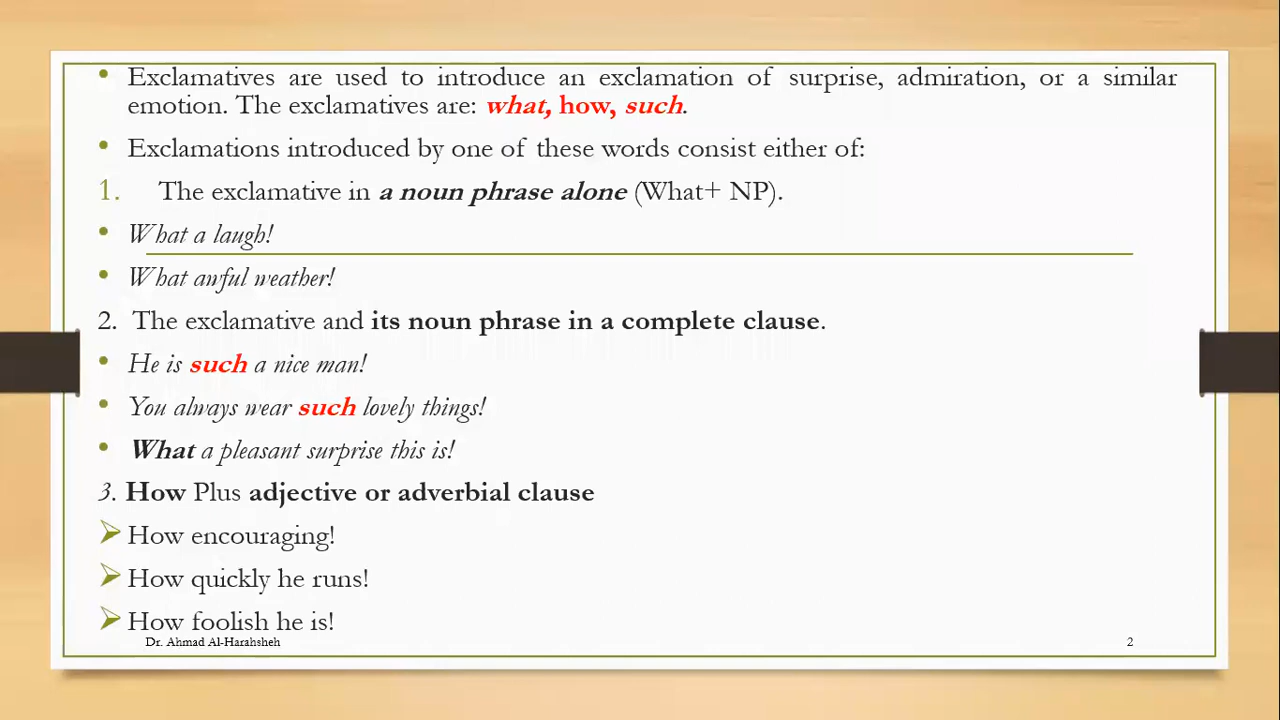 • Exclamatives are used to introduce an exclamation of surprise, admiration, or a similar
emotion. The exclamatives are: what, how, such.
• Exclamations introduced by one of these words consist either of:
1. The exclamative in a noun phrase alone (What+ NP).
• What a laugh!
• What awful weather!
2. The exclamative and its noun phrase in a complete clause.
• He is such a nice man!
• You always wear such lovely things!
• What a pleasant surprise this is!
3. How Plus adjective or adverbial clause
➢ How encouraging!
➢ How quickly he runs!
➢ How foolish he is!
Dr. Ahmad Al-Harahsheh 2